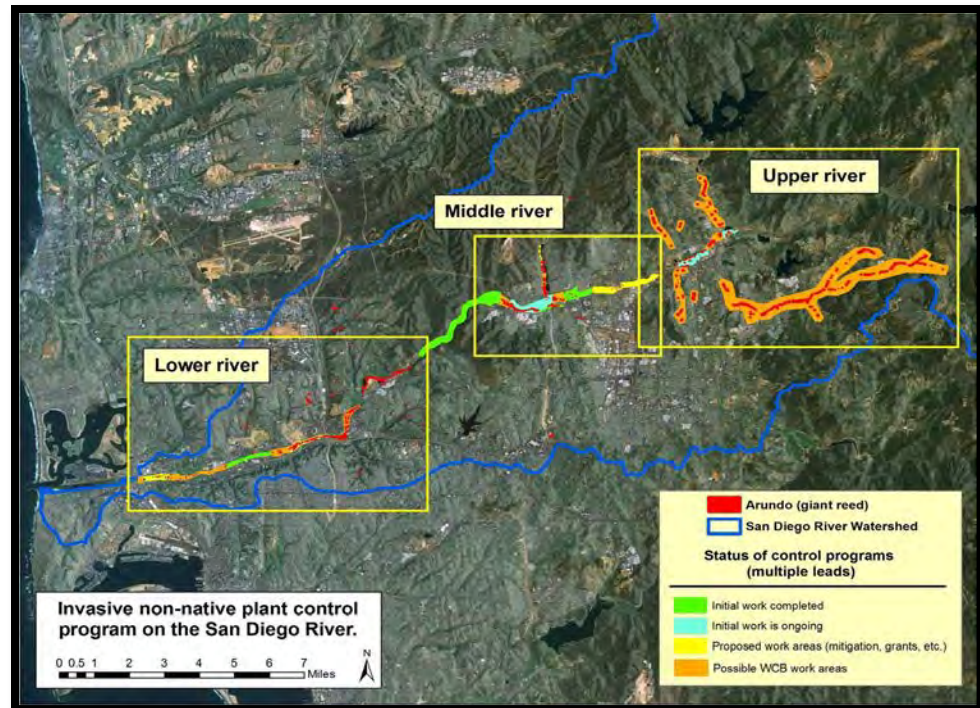 Upper river
Middle river
Lower river
Arundo (giant reed)
San Diego River Watershed
Status of control programs
(multiple leads)
Initial work completed
Initial work is ongoing
Proposed work areas (mitigation, grants, etc.)
Possible WCB work areas
Invasive non-native plant control
program on the San Diego River.
0 0.5 1 2 3 4 5 6 7
Miles
N